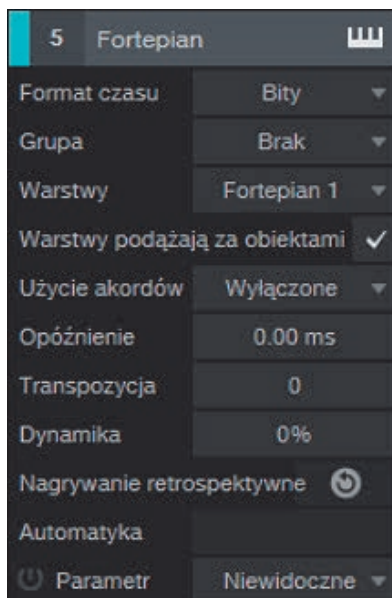 5 Fortepian
Format czasu Bity
Grupa Brak
Warstwy Fortepian 1
Warstwy podążają za obiektami
Użycie akordów Wyłączone
Opóźnienie 0.00 ms
Transpozycja 0
Dynamika 0%
Nagrywanie retrospektywne
Automatyka
Parametr Niewidoczne